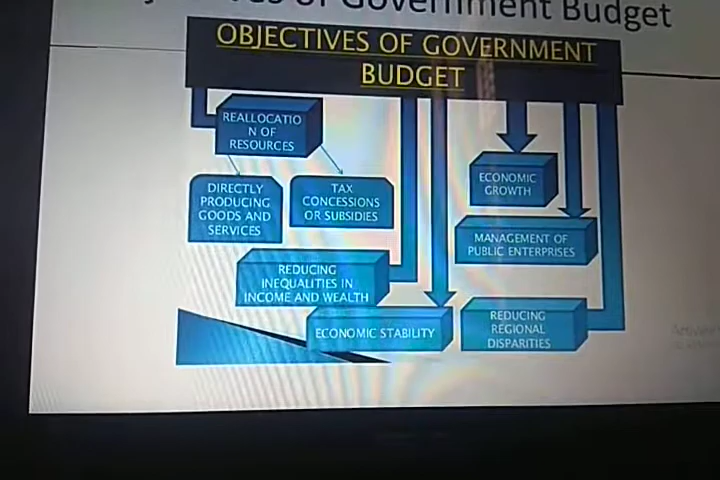 of Government Budget
OBJECTIVES OF GOVERNMENT
BUDGET
REALLOCATIO
N OF
RESOURCES
DIRECTLY
PRODUCING
GOODS AND
SERVICES
TAX
CONCESSIONS
OR SUBSIDIES
REDUCING
INEQUALITIES IN
INCOME AND WEALTH
ECONOMIC STABILITY
ECONOMIC
GROWTH
MANAGEMENT OF
PUBLIC ENTERPRISES
REDUCING
REGIONAL
DISPARITIES